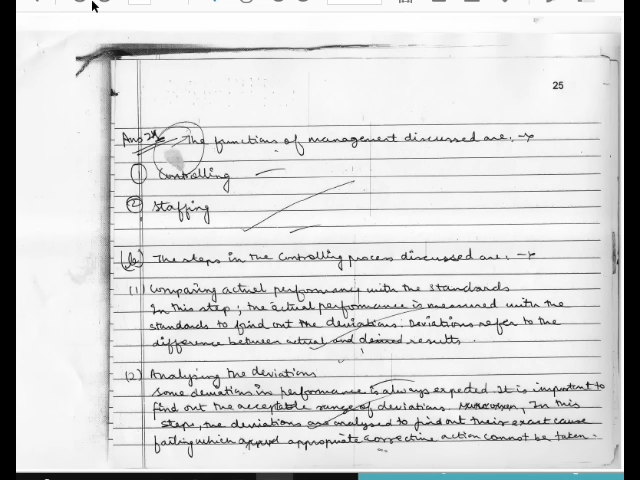 25
Ans 24 The functions of management discussed are: →
① Controlling
② Staffing
(b) The steps in the Controlling process discussed are: →
(1) Comparing actual performance with the standards
In this step, the actual performance is measured with the
standards to find out the deviations. Deviations refer to the
difference between actual and desired results.
(2) Analysing the deviations
Some deviations in performance is always expected. It is important to
find out the acceptable range of deviations. In this
steps, the deviations are analysed to find out their exact cause
failing which appropriate corrective action cannot be taken.